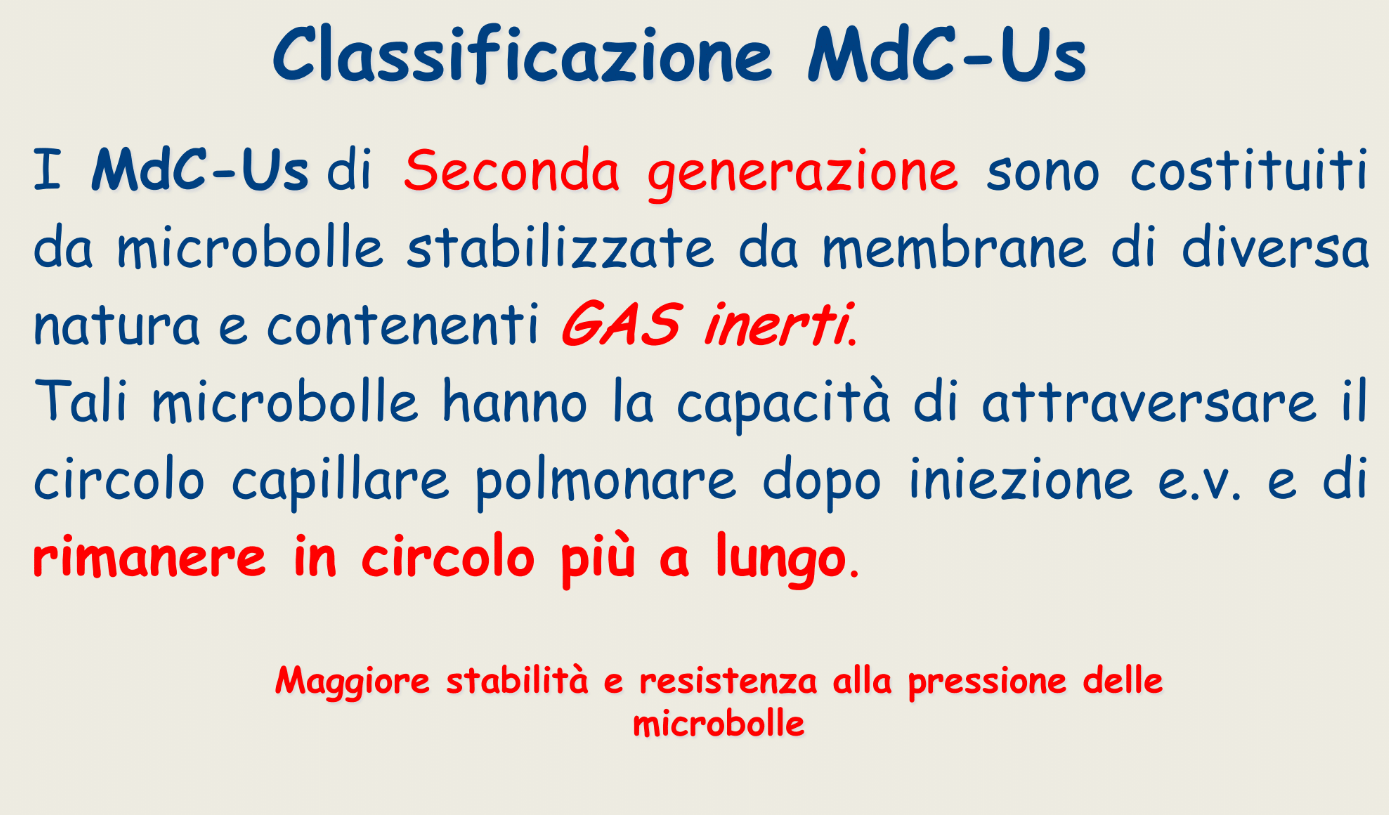 Classificazione MdC-Us
I MdC-Us di Seconda generazione sono costituiti
da microbolle stabilizzate da membrane di diversa
natura e contenenti GAS inerti.
Tali microbolle hanno la capacità di attraversare il
circolo capillare polmonare dopo iniezione e.v. e di
rimanere in circolo più a lungo.
Maggiore stabilità e resistenza alla pressione delle
microbolle